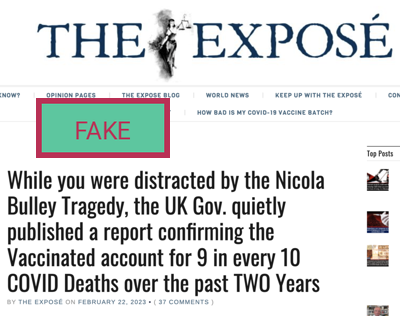 THE EXPOSÉ
KNOW? OPINION PAGES THE EXPOSE BLOG WORLD NEWS KEEP UP WITH THE EXPOSÉ CON
HOW BAD IS MY COVID-19 VACCINE BATCH?
FAKE
Top Posts
While you were distracted by the Nicola
Bulley Tragedy, the UK Gov. quietly
published a report confirming the
Vaccinated account for 9 in every 10
COVID Deaths over the past TWO Years
BY THE EXPOSÉ ON FEBRUARY 22, 2023 • ( 37 COMMENTS )